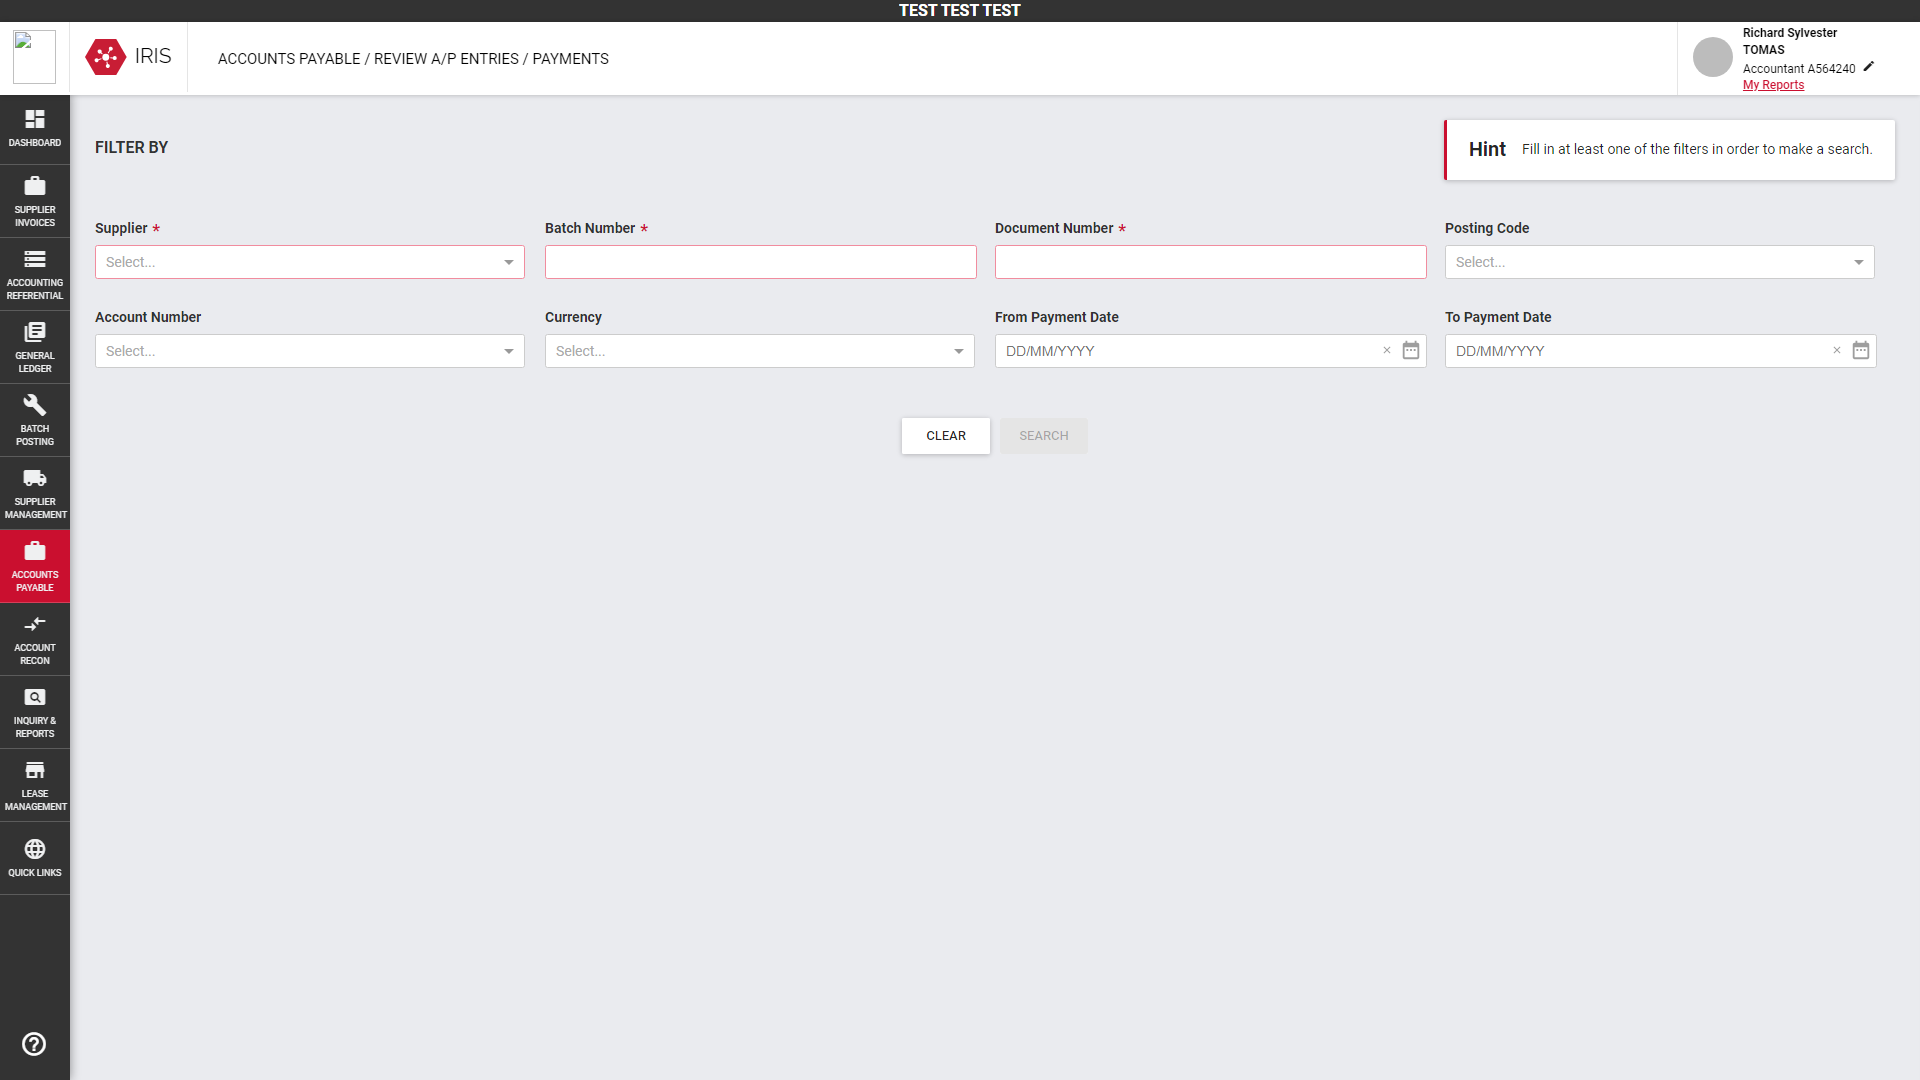 TEST TEST TEST
IRIS
ACCOUNTS PAYABLE / REVIEW A/P ENTRIES / PAYMENTS
Richard Sylvester
TOMAS
Accountant A564240
My Reports
DASHBOARD
SUPPLIER
INVOICES
ACCOUNTING
REFERENTIAL
GENERAL
LEDGER
BATCH
POSTING
SUPPLIER
MANAGEMENT
ACCOUNTS
PAYABLE
ACCOUNT
RECON
INQUIRY &
REPORTS
LEASE
MANAGEMENT
QUICK LINKS
FILTER BY
Hint Fill in at least one of the filters in order to make a search.
Supplier * Batch Number * Document Number * Posting Code
Select... Select...
Account Number Currency From Payment Date To Payment Date
Select... Select... DD/MM/YYYY DD/MM/YYYY
CLEAR SEARCH